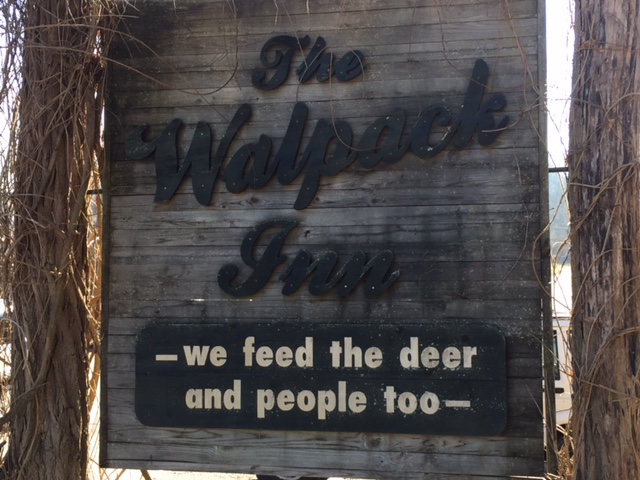 The
Walpack
Inn
—we feed the deer
and people too—